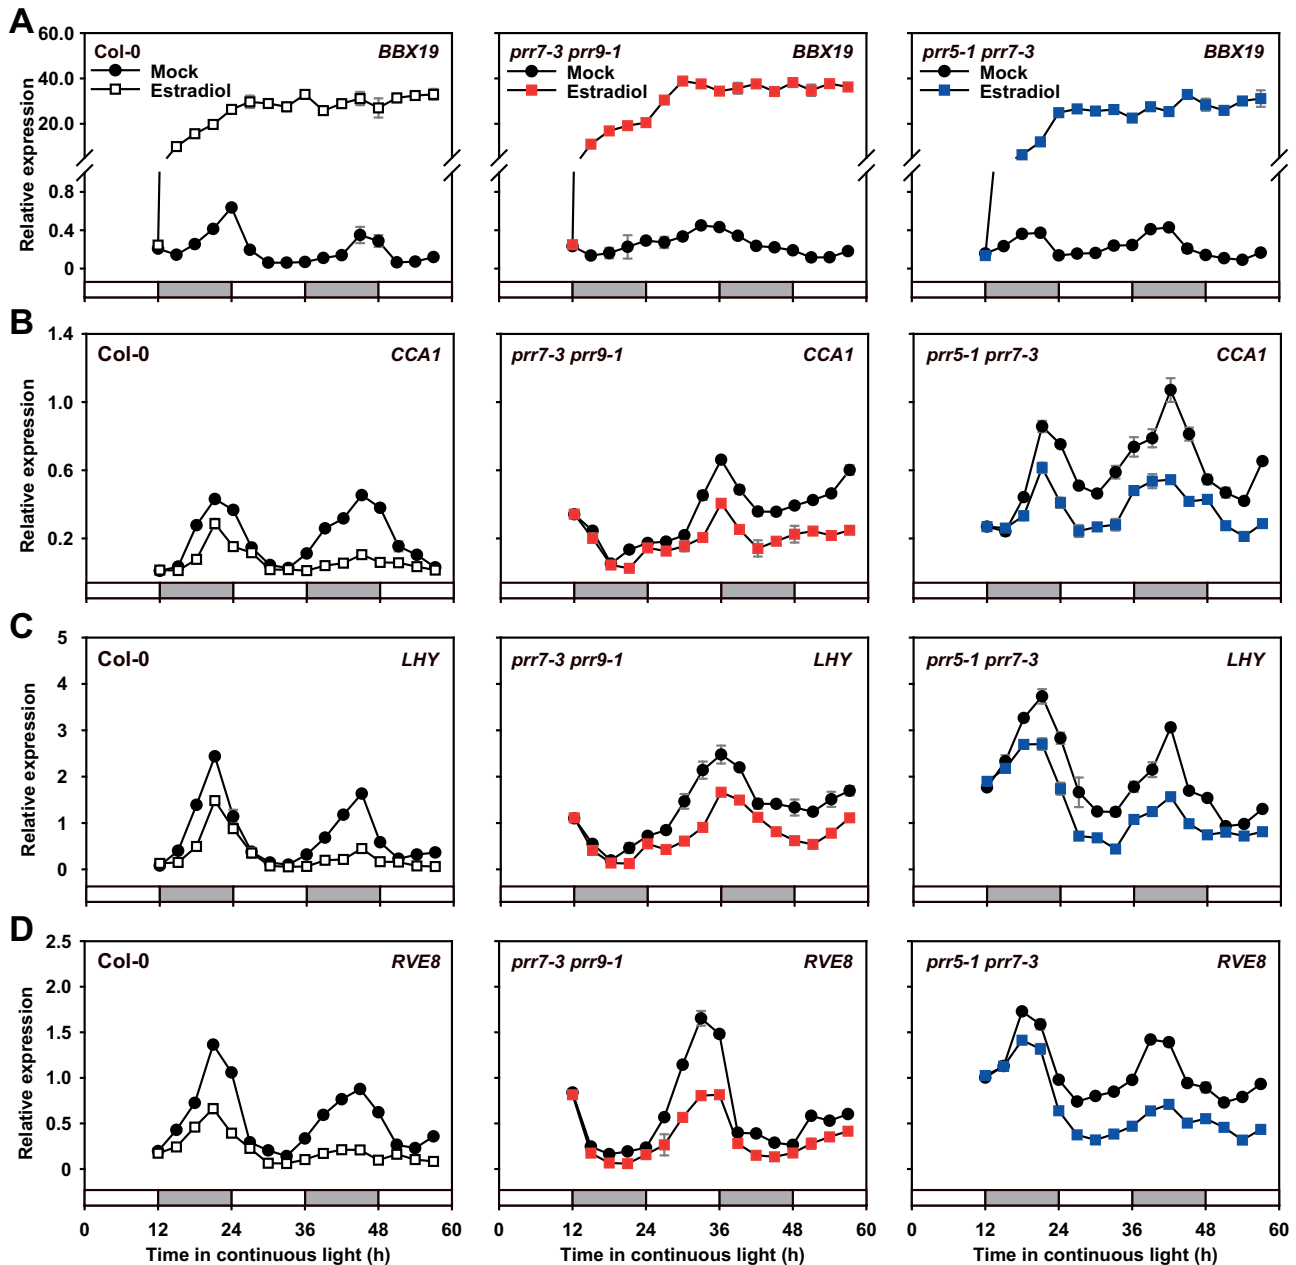 A
60.0
40.0
20.0
0.8
0.4
0
Relative expression
Col-0 BBX19
Mock
Estradiol
prr7-3 prr9-1 BBX19
Mock
Estradiol
prr5-1 prr7-3 BBX19
Mock
Estradiol
B
1.4
1.0
0.6
0.2
Relative expression
Col-0 CCA1
prr7-3 prr9-1 CCA1
prr5-1 prr7-3 CCA1
C
5
4
3
2
1
0
Relative expression
Col-0 LHY
prr7-3 prr9-1 LHY
prr5-1 prr7-3 LHY
D
2.5
2.0
1.5
1.0
0.5
0
Relative expression
Col-0 RVE8
prr7-3 prr9-1 RVE8
prr5-1 prr7-3 RVE8
0 12 24 36 48 60
0 12 24 36 48 60
0 12 24 36 48 60
Time in continuous light (h)
Time in continuous light (h)
Time in continuous light (h)